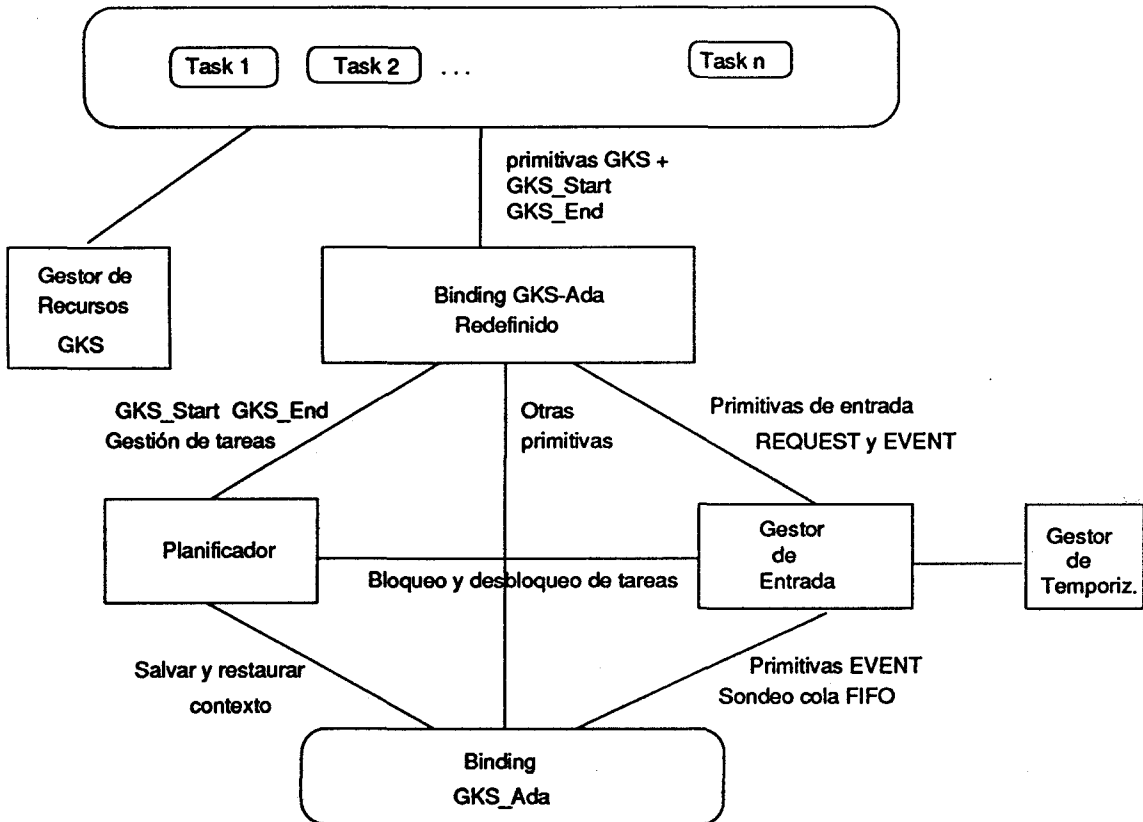 Task 1
Task 2
...
Task n
primitivas GKS +
GKS_Start
GKS_End
Gestor de
Recursos
GKS
Binding GKS-Ada
Redefinido
GKS_Start GKS_End
Gestión de tareas
Otras
primitivas
Primitivas de entrada
REQUEST y EVENT
Planificador
Bloqueo y desbloqueo de tareas
Gestor
de
Entrada
Gestor
de
Temporiz.
Salvar y restaurar
contexto
Primitivas EVENT
Sondeo cola FIFO
Binding
GKS_Ada